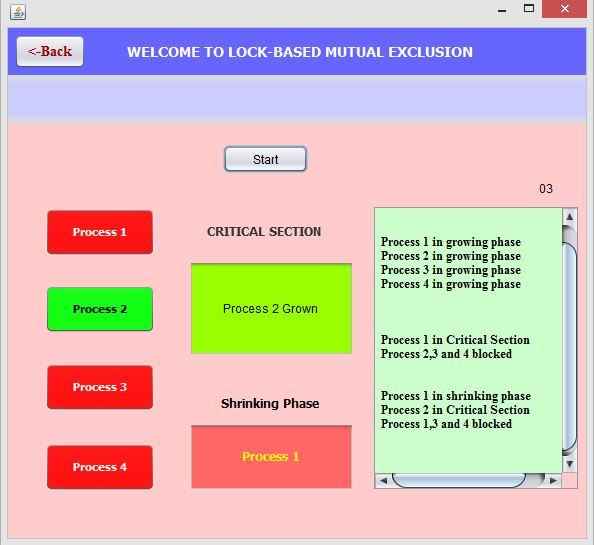 <-Back
WELCOME TO LOCK-BASED MUTUAL EXCLUSION
Start
03
Process 1
Process 2
Process 3
Process 4
CRITICAL SECTION
Process 2 Grown
Shrinking Phase
Process 1
Process 1 in growing phase
Process 2 in growing phase
Process 3 in growing phase
Process 4 in growing phase
Process 1 in Critical Section
Process 2,3 and 4 blocked
Process 1 in shrinking phase
Process 2 in Critical Section
Process 1,3 and 4 blocked